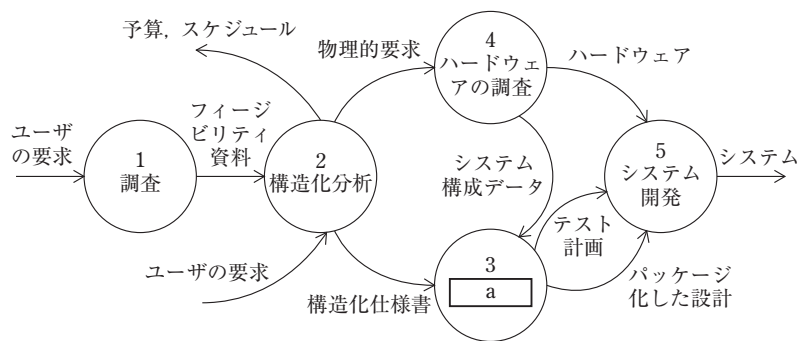 予算，スケジュール
物理的要求
4
ハードウェ
アの調査
ハードウェア
フィージ
ビリティ
資料
ユーザ
の要求
1
調査
2
構造化分析
システム
構成データ
5
システム
開発
システム
テスト
計画
ユーザの要求
構造化仕様書
3
a
パッケージ
化した設計